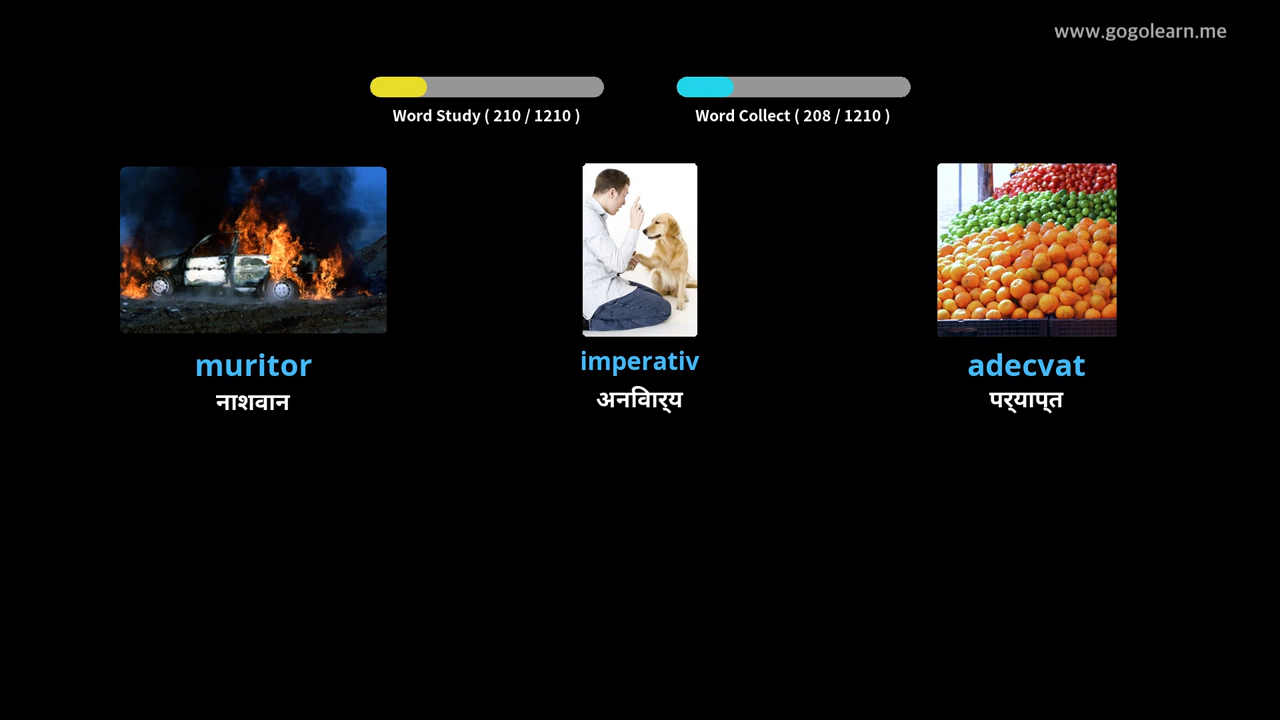 www.gogolearn.me
Word Study ( 210 / 1210 )
Word Collect ( 208 / 1210 )
muritor
imperativ
adecvat
नाशवान
अनिवार्य
पर्याप्त